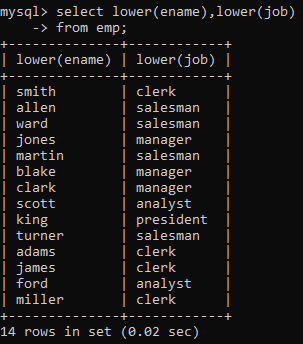 mysql> select lower(ename),lower(job)
    -> from emp;
+--------------+------------+
| lower(ename) | lower(job) |
+--------------+------------+
| smith        | clerk      |
| allen        | salesman   |
| ward         | salesman   |
| jones        | manager    |
| martin       | salesman   |
| blake        | manager    |
| clark        | manager    |
| scott        | analyst    |
| king         | president  |
| turner       | salesman   |
| adams        | clerk      |
| james        | clerk      |
| ford         | analyst    |
| miller       | clerk      |
+--------------+------------+
14 rows in set (0.02 sec)